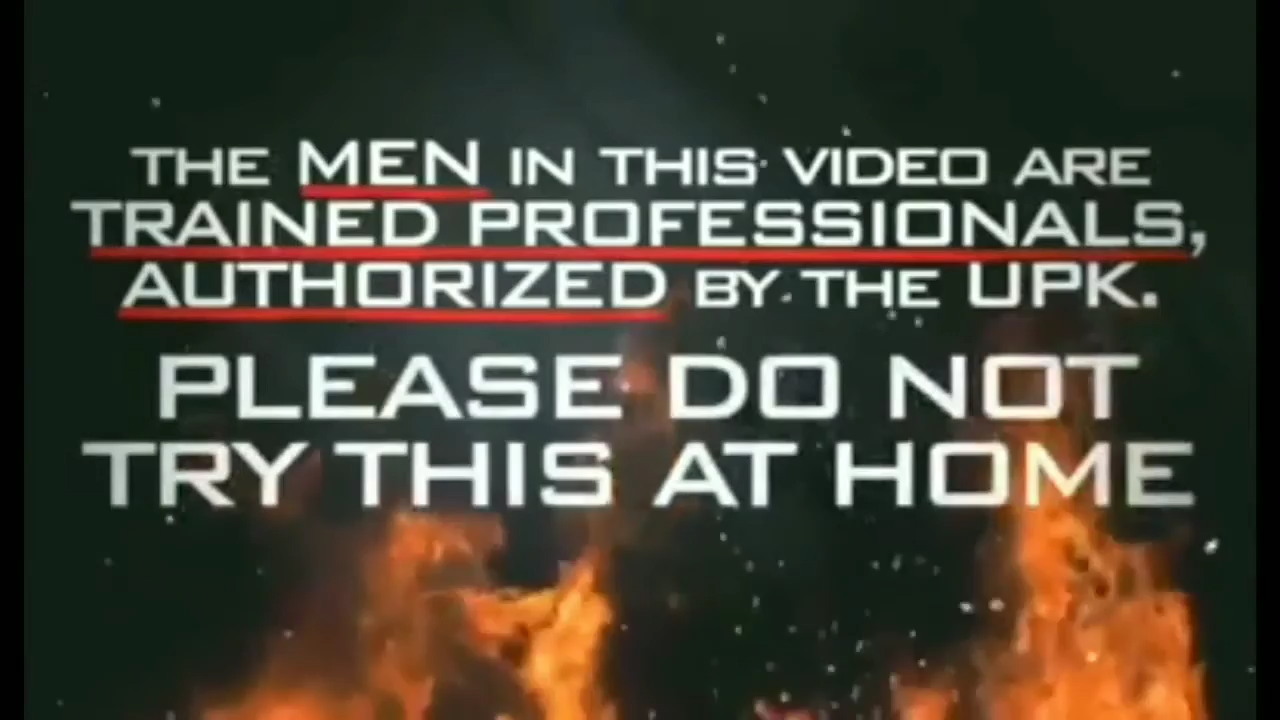 THE MEN IN THIS VIDEO ARE
TRAINED PROFESSIONALS,
AUTHORIZED BY THE UPK.
PLEASE DO NOT
TRY THIS AT HOME